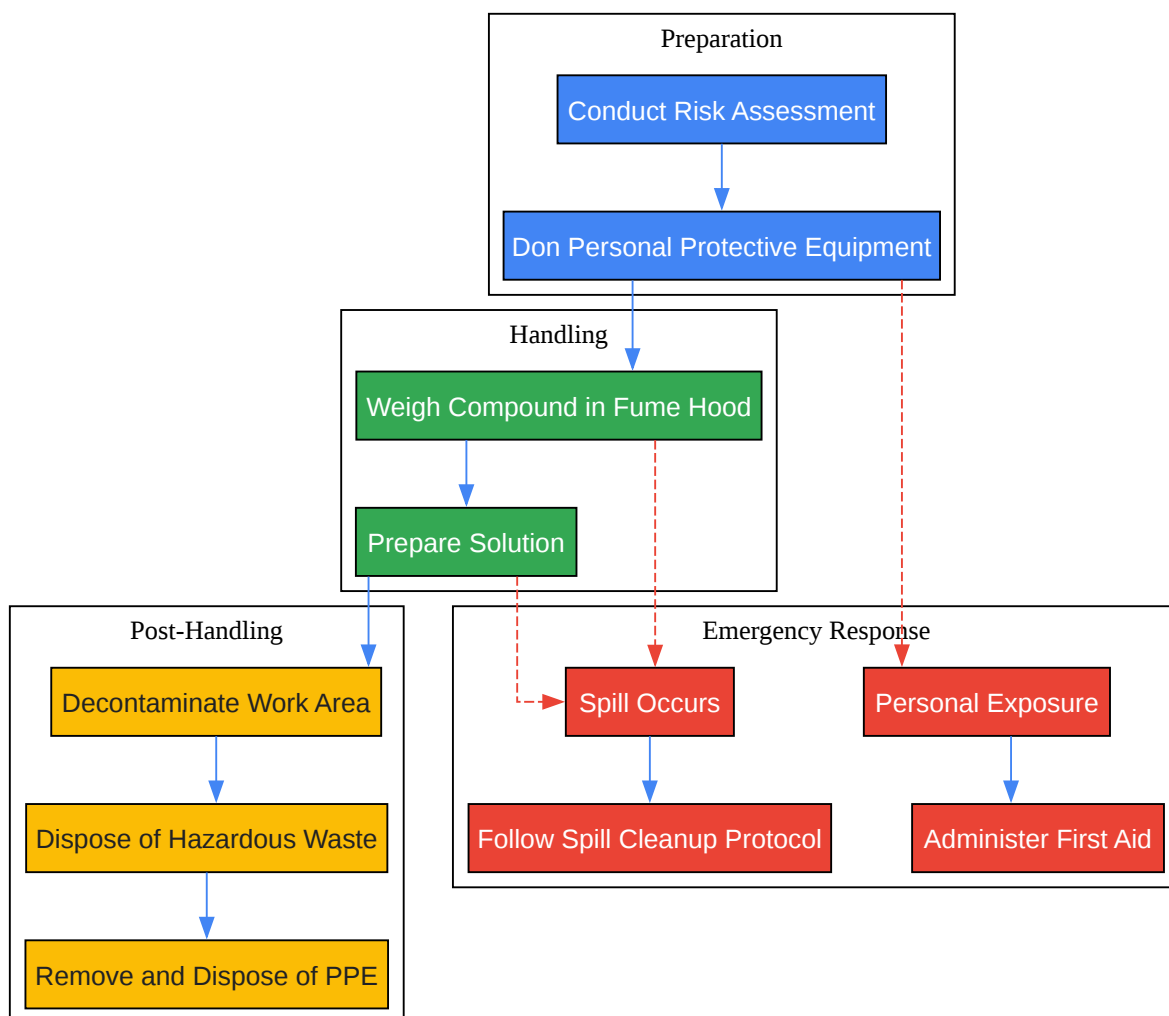 Preparation
Conduct Risk Assessment
Don Personal Protective Equipment
Handling
Weigh Compound in Fume Hood
Prepare Solution
Post-Handling
Decontaminate Work Area
Dispose of Hazardous Waste
Remove and Dispose of PPE
Emergency Response
Spill Occurs
Personal Exposure
Follow Spill Cleanup Protocol
Administer First Aid